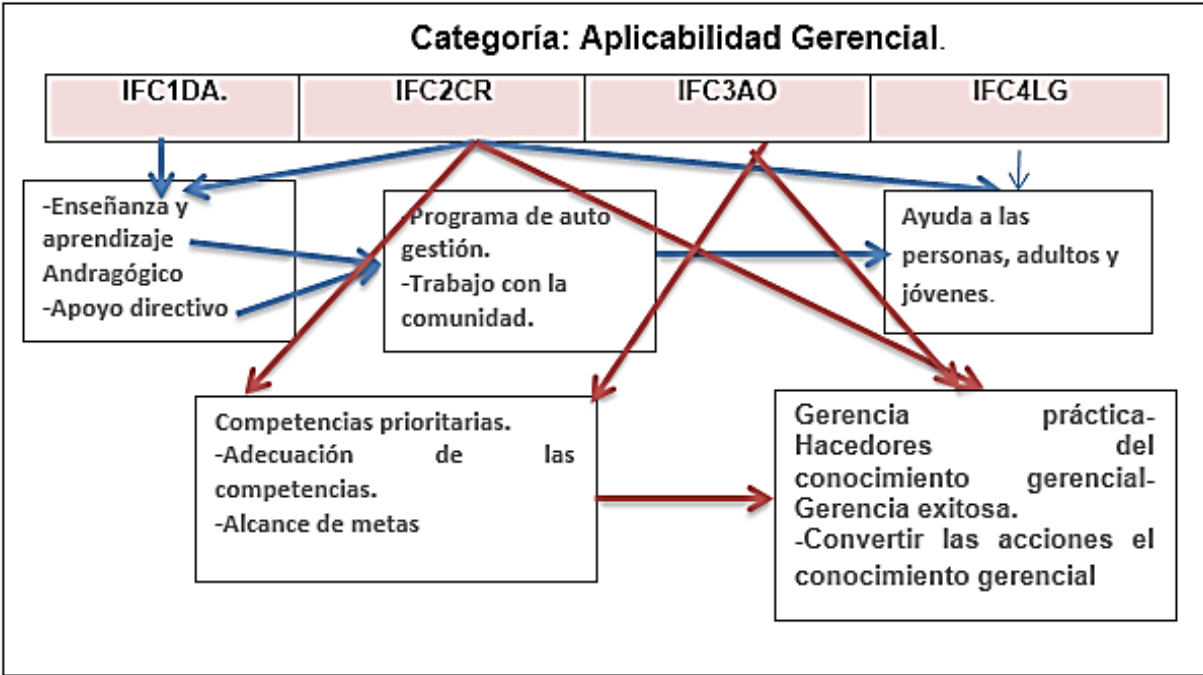 Categoría: Aplicabilidad Gerencial.
IFC1DA. IFC2CR IFC3AO IFC4LG
-Enseñanza y
aprendizaje
Andragógico
-Apoyo directivo
-Programa de auto
gestión.
-Trabajo con la
comunidad.
Ayuda a las
personas, adultos y
jóvenes.
Competencias prioritarias.
-Adecuación de las
competencias.
-Alcance de metas
Gerencia práctica-
Hacedores del
conocimiento gerencial-
Gerencia exitosa.
-Convertir las acciones el
conocimiento gerencial